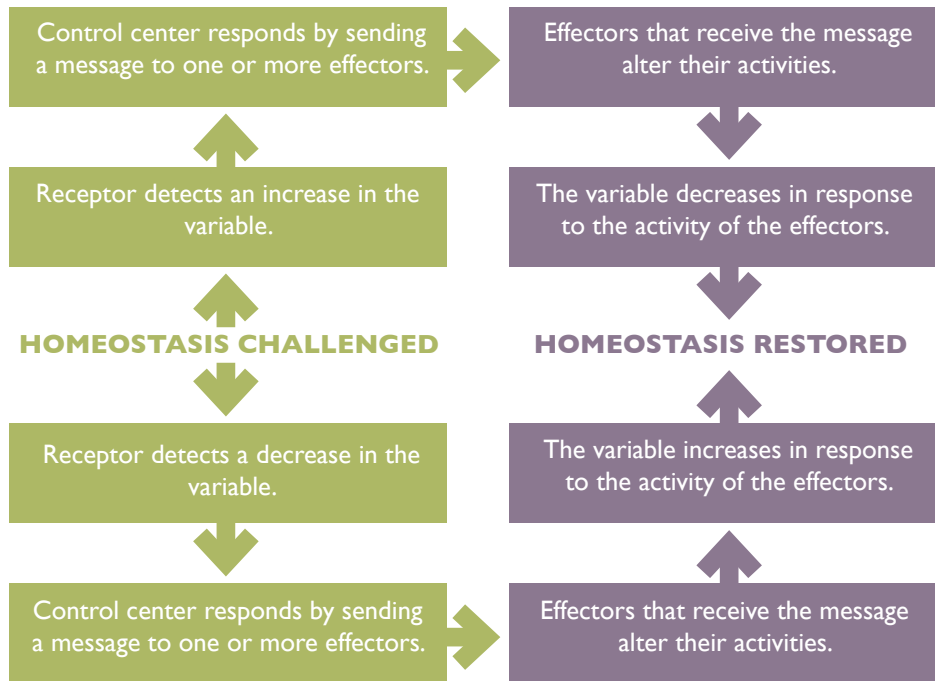 Control center responds by sending
a message to one or more effectors.
Effectors that receive the message
alter their activities.
Receptor detects an increase in the
variable.
The variable decreases in response
to the activity of the effectors.
HOMEOSTASIS CHALLENGED
HOMEOSTASIS RESTORED
Receptor detects a decrease in the
variable.
The variable increases in response
to the activity of the effectors.
Control center responds by sending
a message to one or more effectors.
Effectors that receive the message
alter their activities.